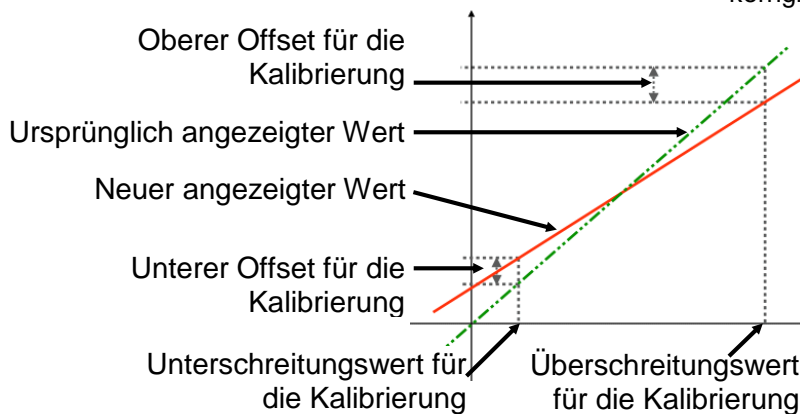 Oberer Offset für die
Kalibrierung
Ursprünglich angezeigter Wert
Neuer angezeigter Wert
Unterer Offset für die
Kalibrierung
Unterschreitungswert für
die Kalibrierung
Überschreitungswert
für die Kalibrierung